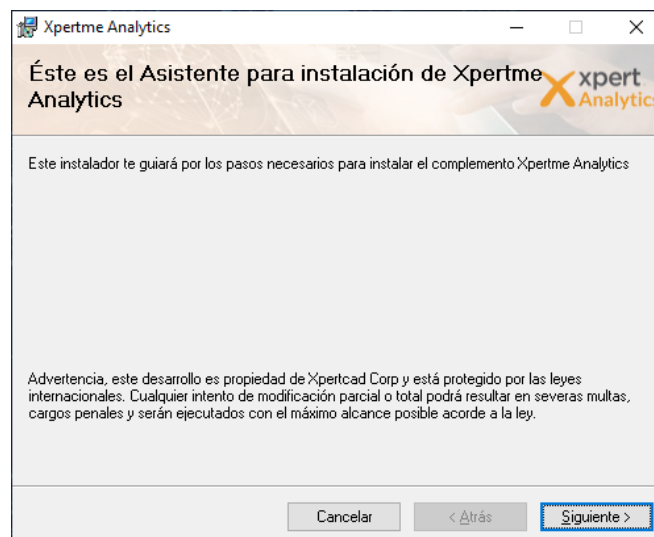 Xpertme Analytics
Éste es el Asistente para instalación de Xpertme
Analytics
xpert
Analytics
Este instalador te guiará por los pasos necesarios para instalar el complemento Xpertme Analytics
Advertencia, este desarrollo es propiedad de Xpertcad Corp y está protegido por las leyes
internacionales. Cualquier intento de modificación parcial o total podrá resultar en severas multas,
cargos penales y serán ejecutados con el máximo alcance posible acorde a la ley.
Cancelar
< Atrás
Siguiente >